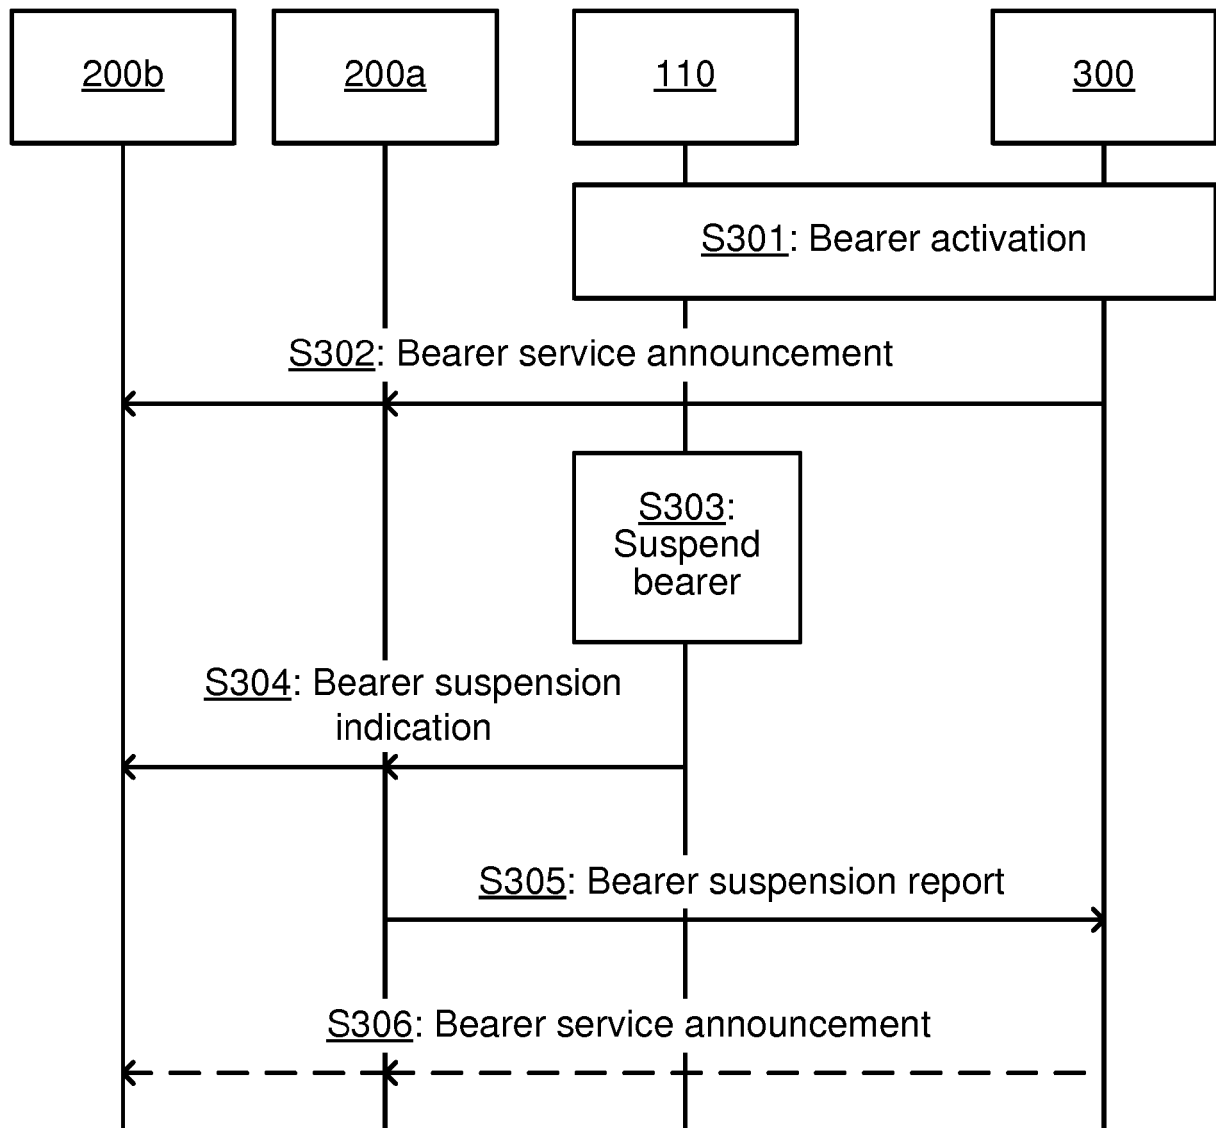 200b
200a
110
300
S301: Bearer activation
S302: Bearer service announcement
S303:
Suspend
bearer
S304: Bearer suspension
indication
S305: Bearer suspension report
S306: Bearer service announcement